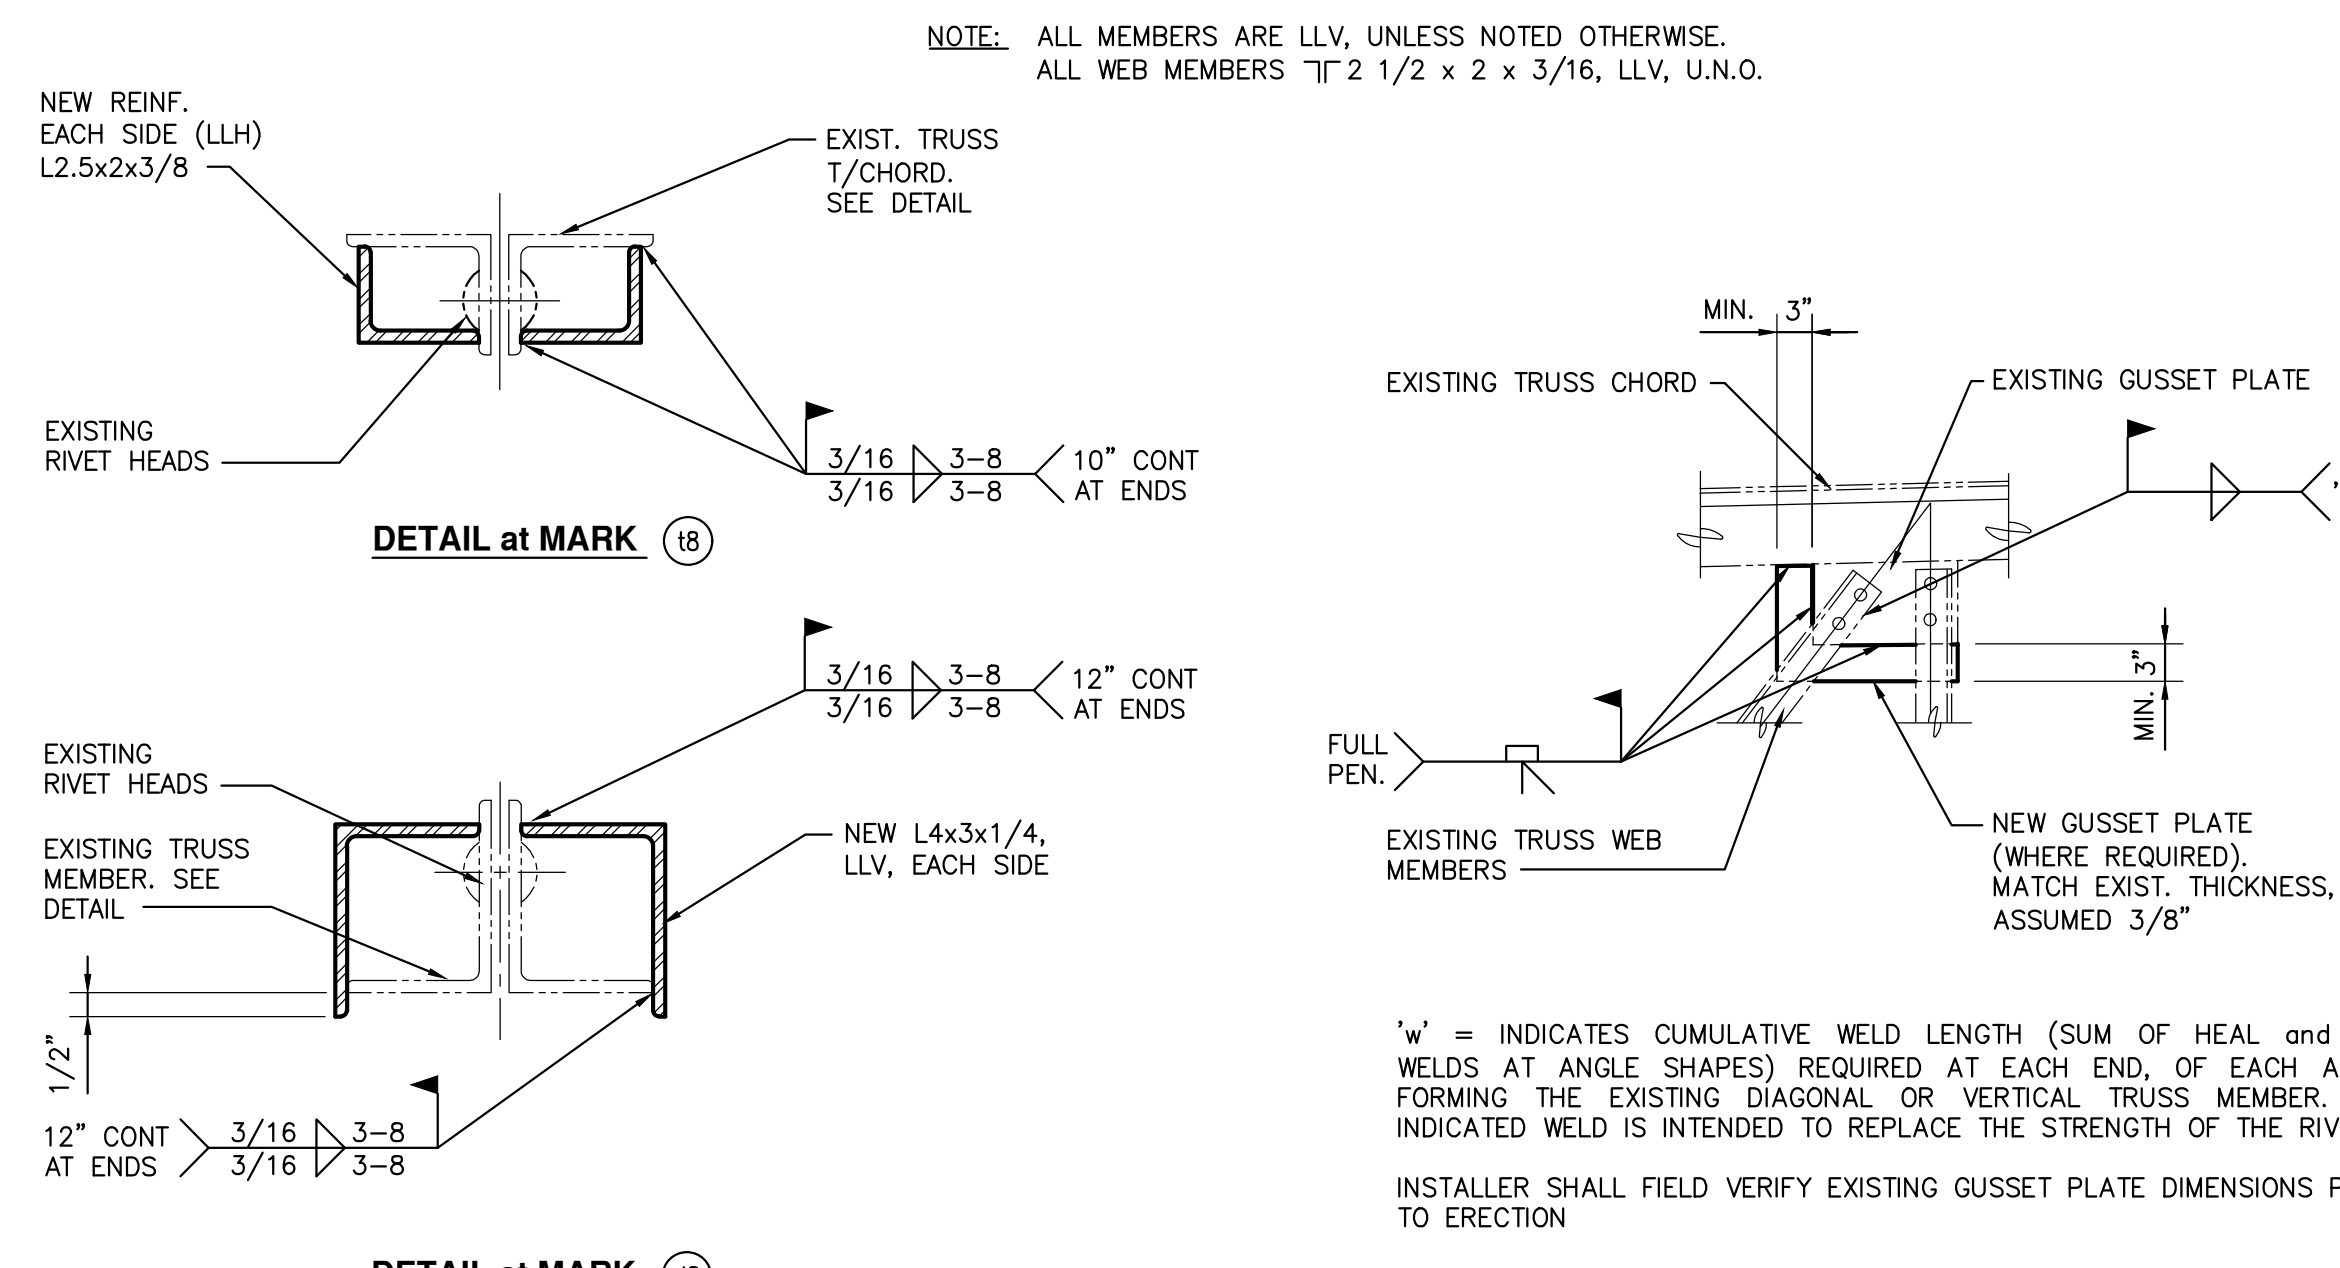 NOTE: ALL MEMBERS ARE LLV, UNLESS NOTED OTHERWISE.
ALL WEB MEMBERS 2 1/2 x 2 x 3/16, LLV, U.N.O.
NEW REINF.
EACH SIDE (LLH)
L2.5x2x3/8
EXIST. TRUSS
T/CHORD.
SEE DETAIL
EXISTING
RIVET HEADS
3/16 3-8
3/16 3-8
10" CONT
AT ENDS
DETAIL at MARK t8
3/16 3-8
3/16 3-8
12" CONT
AT ENDS
EXISTING
RIVET HEADS
EXISTING TRUSS
MEMBER. SEE
DETAIL
NEW L4x3x1/4,
LLV, EACH SIDE
1/2"
12" CONT
AT ENDS
3/16 3-8
3/16 3-8
DETAIL at MARK
MIN. 3"
EXISTING TRUSS CHORD
EXISTING GUSSET PLATE
MIN. 3"
FULL
PEN.
EXISTING TRUSS WEB
MEMBERS
NEW GUSSET PLATE
(WHERE REQUIRED).
MATCH EXIST. THICKNESS,
ASSUMED 3/8"
'w' = INDICATES CUMULATIVE WELD LENGTH (SUM OF HEAL and
WELDS AT ANGLE SHAPES) REQUIRED AT EACH END, OF EACH
FORMING THE EXISTING DIAGONAL OR VERTICAL TRUSS MEMBER.
INDICATED WELD IS INTENDED TO REPLACE THE STRENGTH OF THE
INSTALLER SHALL FIELD VERIFY EXISTING GUSSET PLATE DIMENSIONS
TO ERECTION